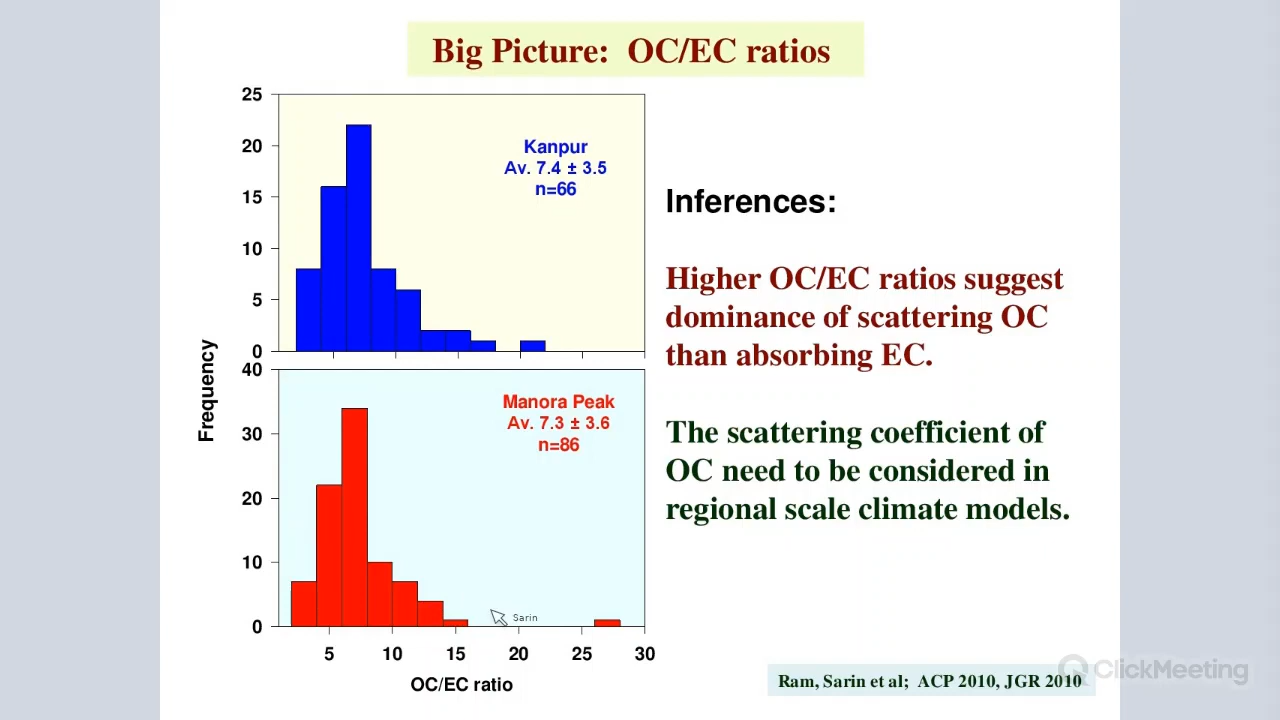 Big Picture: OC/EC ratios
25
20
15
10
5
0
Kanpur
Av. 7.4 ± 3.5
n=66
Frequency
40
30
20
10
0
Manora Peak
Av. 7.3 ± 3.6
n=86
Sarin
5 10 15 20 25 30
OC/EC ratio
Inferences:
Higher OC/EC ratios suggest
dominance of scattering OC
than absorbing EC.
The scattering coefficient of
OC need to be considered in
regional scale climate models.
Ram, Sarin et al; ACP 2010, JGR 2010
ClickMeeting